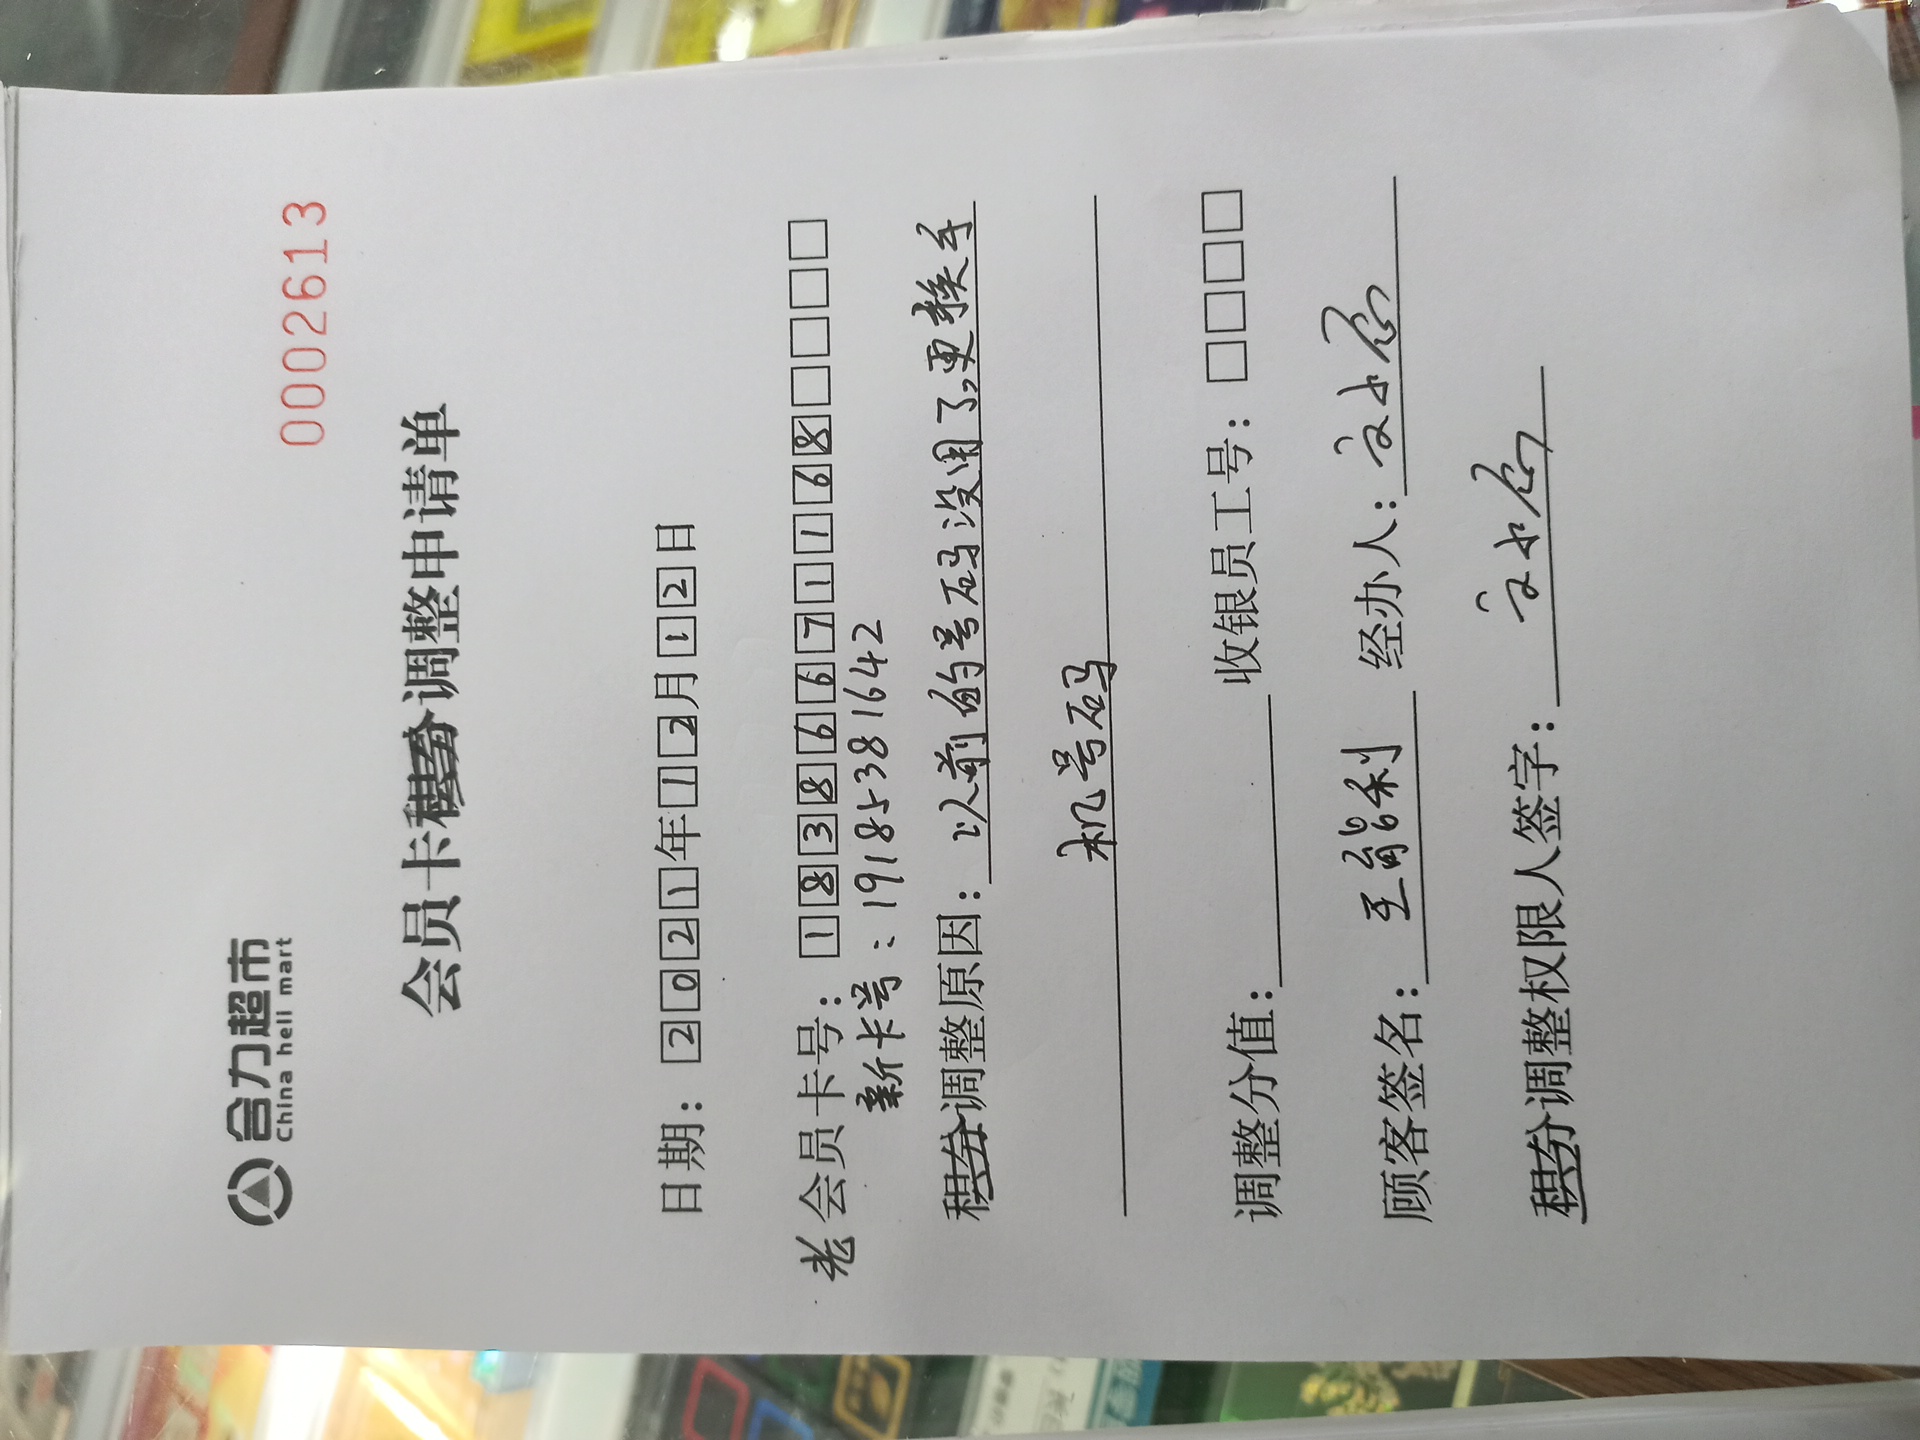 合力超市
China hell mart
0002613
会员卡积分调整申请单
日期：2021年12月12日
老会员卡号：18386671168
新卡号：19185381642
积分调整原因：以前的号码没用了，更换手
机号码
调整分值： 收银员工号：
顾客签名：王能利 经办人：
积分调整权限人签字：